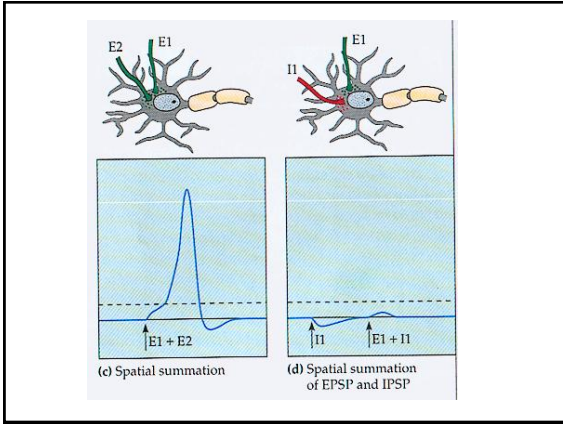 E2
E1
E1 + E2
(c) Spatial summation
E1
I1
I1
E1 + I1
(d) Spatial summation
of EPSP and IPSP